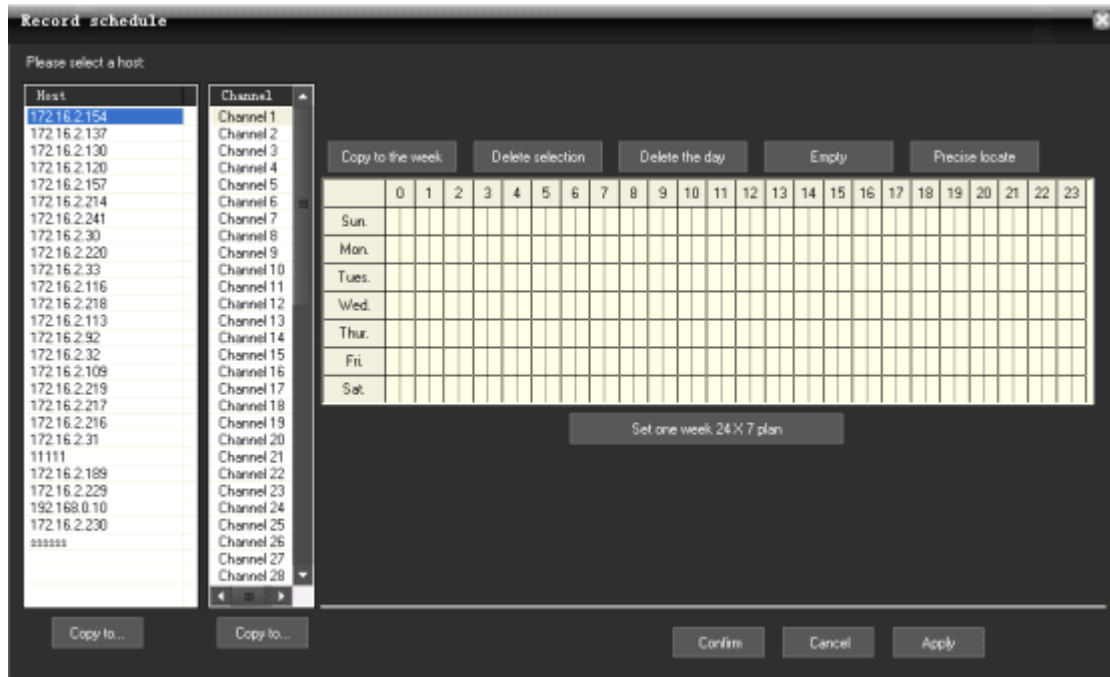 Record schedule
Please select a host
Host
172.16.2.154
172.16.2.137
172.16.2.130
172.16.2.120
172.16.2.157
172.16.2.214
172.16.2.241
172.16.2.30
172.16.2.220
172.16.2.33
172.16.2.116
172.16.2.218
172.16.2.113
172.16.2.92
172.16.2.32
172.16.2.109
172.16.2.219
172.16.2.217
172.16.2.216
172.16.2.31
11111
172.16.2.189
172.16.2.229
192.168.0.10
172.16.2.230
ssssss
Copy to...
Channel
Channel 1
Channel 2
Channel 3
Channel 4
Channel 5
Channel 6
Channel 7
Channel 8
Channel 9
Channel 10
Channel 11
Channel 12
Channel 13
Channel 14
Channel 15
Channel 16
Channel 17
Channel 18
Channel 19
Channel 20
Channel 21
Channel 22
Channel 23
Channel 24
Channel 25
Channel 26
Channel 27
Channel 28
Copy to...
Copy to the week Delete selection Delete the day Empty Precise locate
0 1 2 3 4 5 6 7 8 9 10 11 12 13 14 15 16 17 18 19 20 21 22 23
Sun.
Mon.
Tues.
Wed.
Thur.
Fri.
Sat.
Set one week 24 X 7 plan
Confirm Cancel Apply